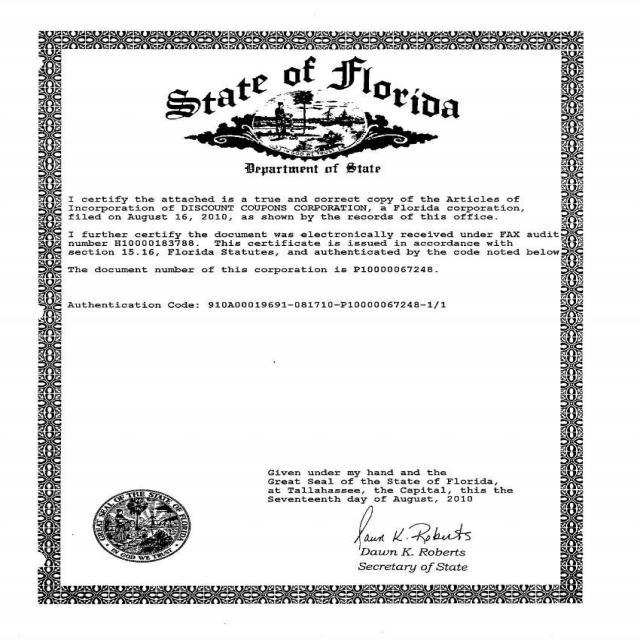 State of Florida
Department of State
I certify the attached is a true and correct copy of the Articles of
Incorporation of DISCOUNT COUPONS CORPORATION, a Florida corporation,
filed on August 16, 2010, as shown by the records of this office.
I further certify the document was electronically received under FAX audit
number H10000183788. This certificate is issued in accordance with
section 15.16, Florida Statutes, and authenticated by the code noted below
The document number of this corporation is P10000067248.
Authentication Code: 910A00019691-081710-P10000067248-1/1
Given under my hand and the
Great Seal of the State of Florida,
at Tallahassee, the Capital, this the
Seventeenth day of August, 2010
GREAT SEAL OF THE STATE OF FLORIDA
IN GOD WE TRUST
Dawn K. Roberts
Dawn K. Roberts
Secretary of State